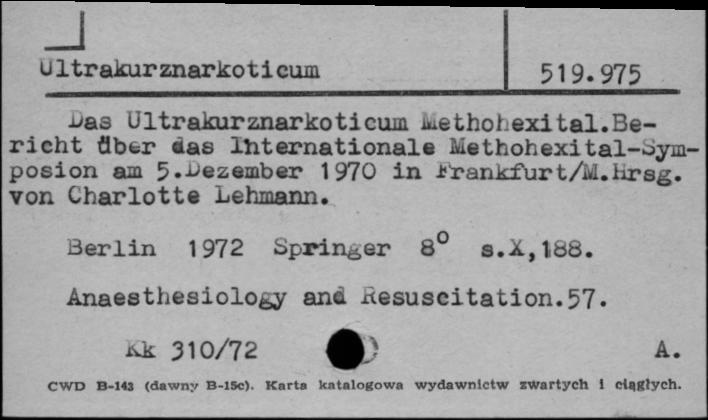 Ultrakurznarkoticum 519.975
Das Ultrakurznarkoticum Methohexital.Be-
richt über das Internationale Methohexital-Sym-
posion am 5.Dezember 1970 in Frankfurt/M.Hrsg.
von Charlotte Lehmann.
Berlin 1972 Springer 8° s.X,188.
Anaesthesiology and Resuscitation.57.
Kk 310/72 A.
CWD B-143 (dawny B-15c). Karta katalogowa wydawnictw zwartych i ciągłych.